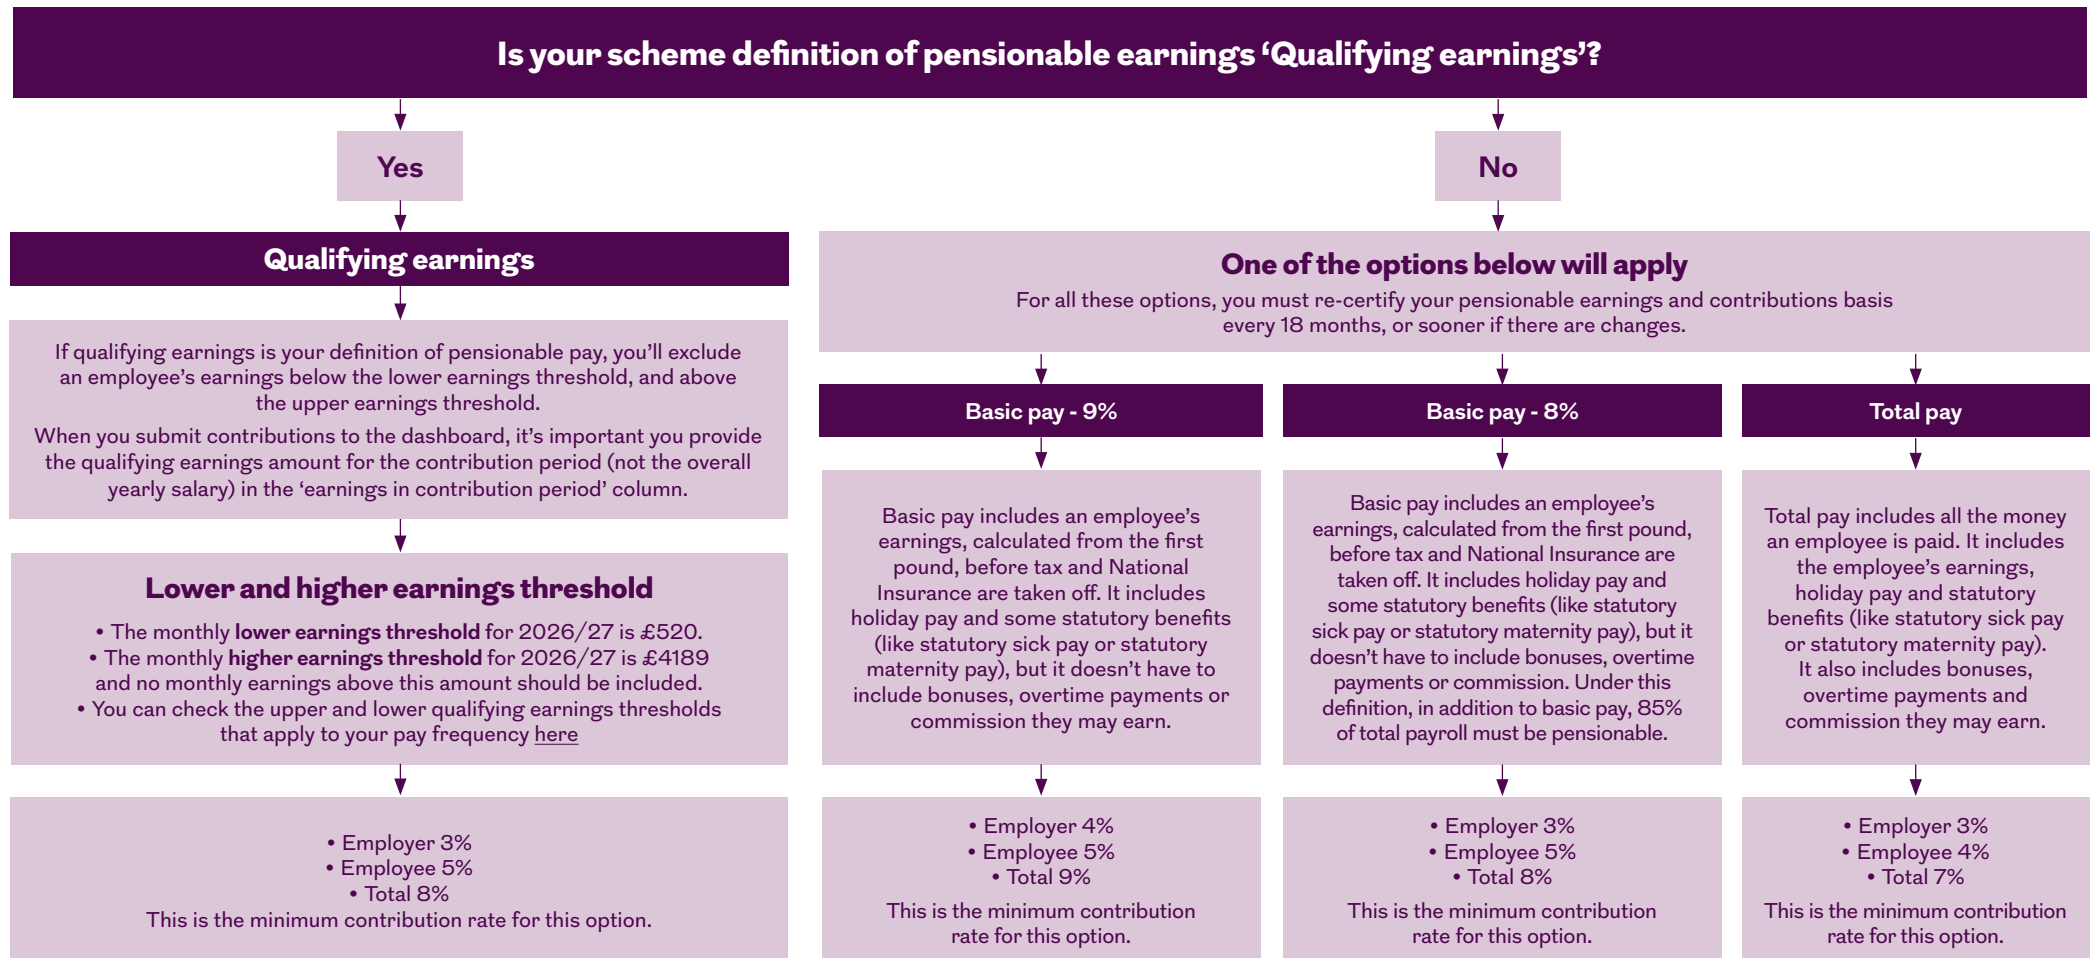 Is your scheme definition of pensionable earnings ‘Qualifying earnings’?
Yes
Qualifying earnings
If qualifying earnings is your definition of pensionable pay, you’ll exclude
an employee’s earnings below the lower earnings threshold, and above
the upper earnings threshold.
When you submit contributions to the dashboard, it’s important you provide
the qualifying earnings amount for the contribution period (not the overall
yearly salary) in the ‘earnings in contribution period’ column.
Lower and higher earnings threshold
• The monthly lower earnings threshold for 2026/27 is £520.
• The monthly higher earnings threshold for 2026/27 is £4189
and no monthly earnings above this amount should be included.
• You can check the upper and lower qualifying earnings thresholds
that apply to your pay frequency here
• Employer 3%
• Employee 5%
• Total 8%
This is the minimum contribution rate for this option.
No
One of the options below will apply
For all these options, you must re-certify your pensionable earnings and contributions basis
every 18 months, or sooner if there are changes.
Basic pay - 9%
Basic pay includes an employee’s
earnings, calculated from the first
pound, before tax and National
Insurance are taken off. It includes
holiday pay and some statutory benefits
(like statutory sick pay or statutory
maternity pay), but it doesn’t have to
include bonuses, overtime payments or
commission they may earn.
• Employer 4%
• Employee 5%
• Total 9%
This is the minimum contribution
rate for this option.
Basic pay - 8%
Basic pay includes an employee’s
earnings, calculated from the first pound,
before tax and National Insurance are
taken off. It includes holiday pay and
some statutory benefits (like statutory
sick pay or statutory maternity pay), but it
doesn’t have to include bonuses, overtime
payments or commission. Under this
definition, in addition to basic pay, 85%
of total payroll must be pensionable.
• Employer 3%
• Employee 5%
• Total 8%
This is the minimum contribution
rate for this option.
Total pay
Total pay includes all the money
an employee is paid. It includes
the employee’s earnings,
holiday pay and statutory
benefits (like statutory sick pay
or statutory maternity pay).
It also includes bonuses,
overtime payments and
commission they may earn.
• Employer 3%
• Employee 4%
• Total 7%
This is the minimum contribution
rate for this option.